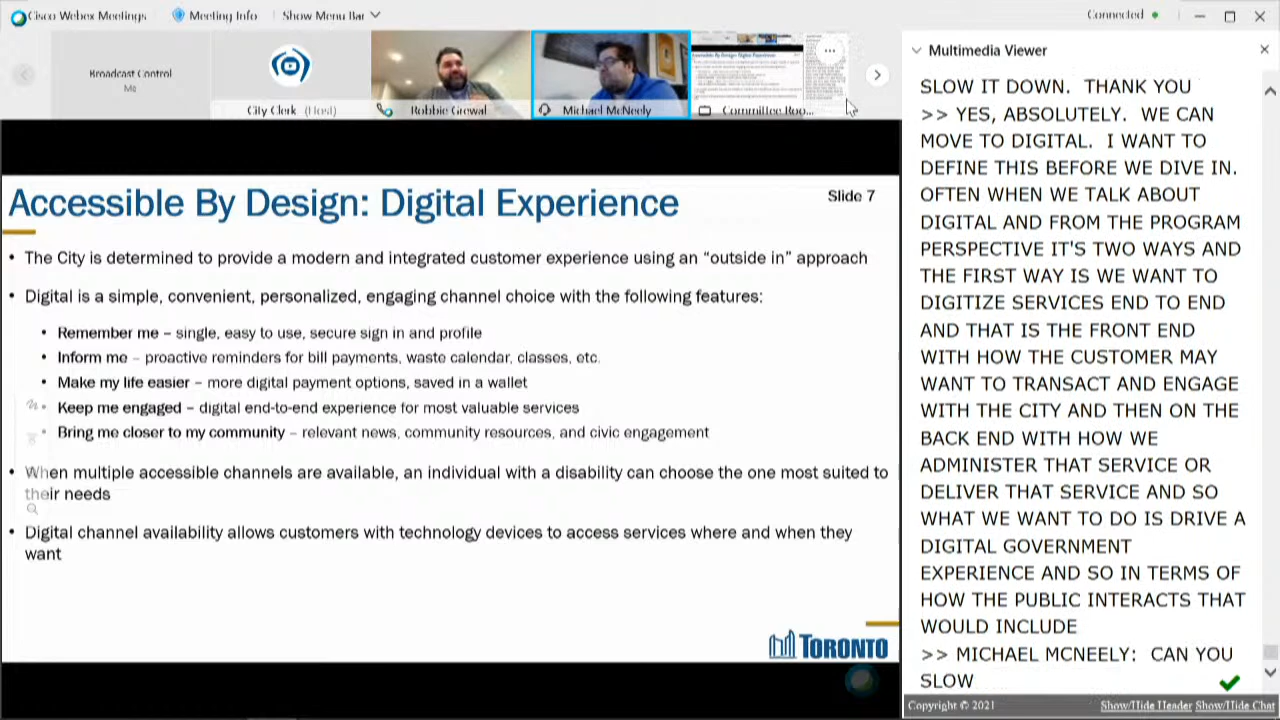 Cisco Webex Meetings
Meeting Info
Show Menu Bar
Connected
Broadcast Control
Me
City Clerk (Host)
Robbie Grewal
Michael McNeely
Committee Roo...
Accessible By Design: Digital Experience
Slide 7
• The City is determined to provide a modern and integrated customer experience using an “outside in” approach
• Digital is a simple, convenient, personalized, engaging channel choice with the following features:
• Remember me – single, easy to use, secure sign in and profile
• Inform me – proactive reminders for bill payments, waste calendar, classes, etc.
• Make my life easier – more digital payment options, saved in a wallet
• Keep me engaged – digital end-to-end experience for most valuable services
• Bring me closer to my community – relevant news, community resources, and civic engagement
• When multiple accessible channels are available, an individual with a disability can choose the one most suited to
their needs
• Digital channel availability allows customers with technology devices to access services where and when they
want
TORONTO
Multimedia Viewer
SLOW IT DOWN. THANK YOU
>> YES, ABSOLUTELY. WE CAN
MOVE TO DIGITAL. I WANT TO
DEFINE THIS BEFORE WE DIVE IN.
OFTEN WHEN WE TALK ABOUT
DIGITAL AND FROM THE PROGRAM
PERSPECTIVE IT'S TWO WAYS AND
THE FIRST WAY IS WE WANT TO
DIGITIZE SERVICES END TO END
AND THAT IS THE FRONT END
WITH HOW THE CUSTOMER MAY
WANT TO TRANSACT AND ENGAGE
WITH THE CITY AND THEN ON THE
BACK END WITH HOW WE
ADMINISTER THAT SERVICE OR
DELIVER THAT SERVICE AND SO
WHAT WE WANT TO DO IS DRIVE A
DIGITAL GOVERNMENT
EXPERIENCE AND SO IN TERMS OF
HOW THE PUBLIC INTERACTS THAT
WOULD INCLUDE
>> MICHAEL MCNEELY: CAN YOU
SLOW
Copyright © 2021
Show/Hide Header Show/Hide Chat